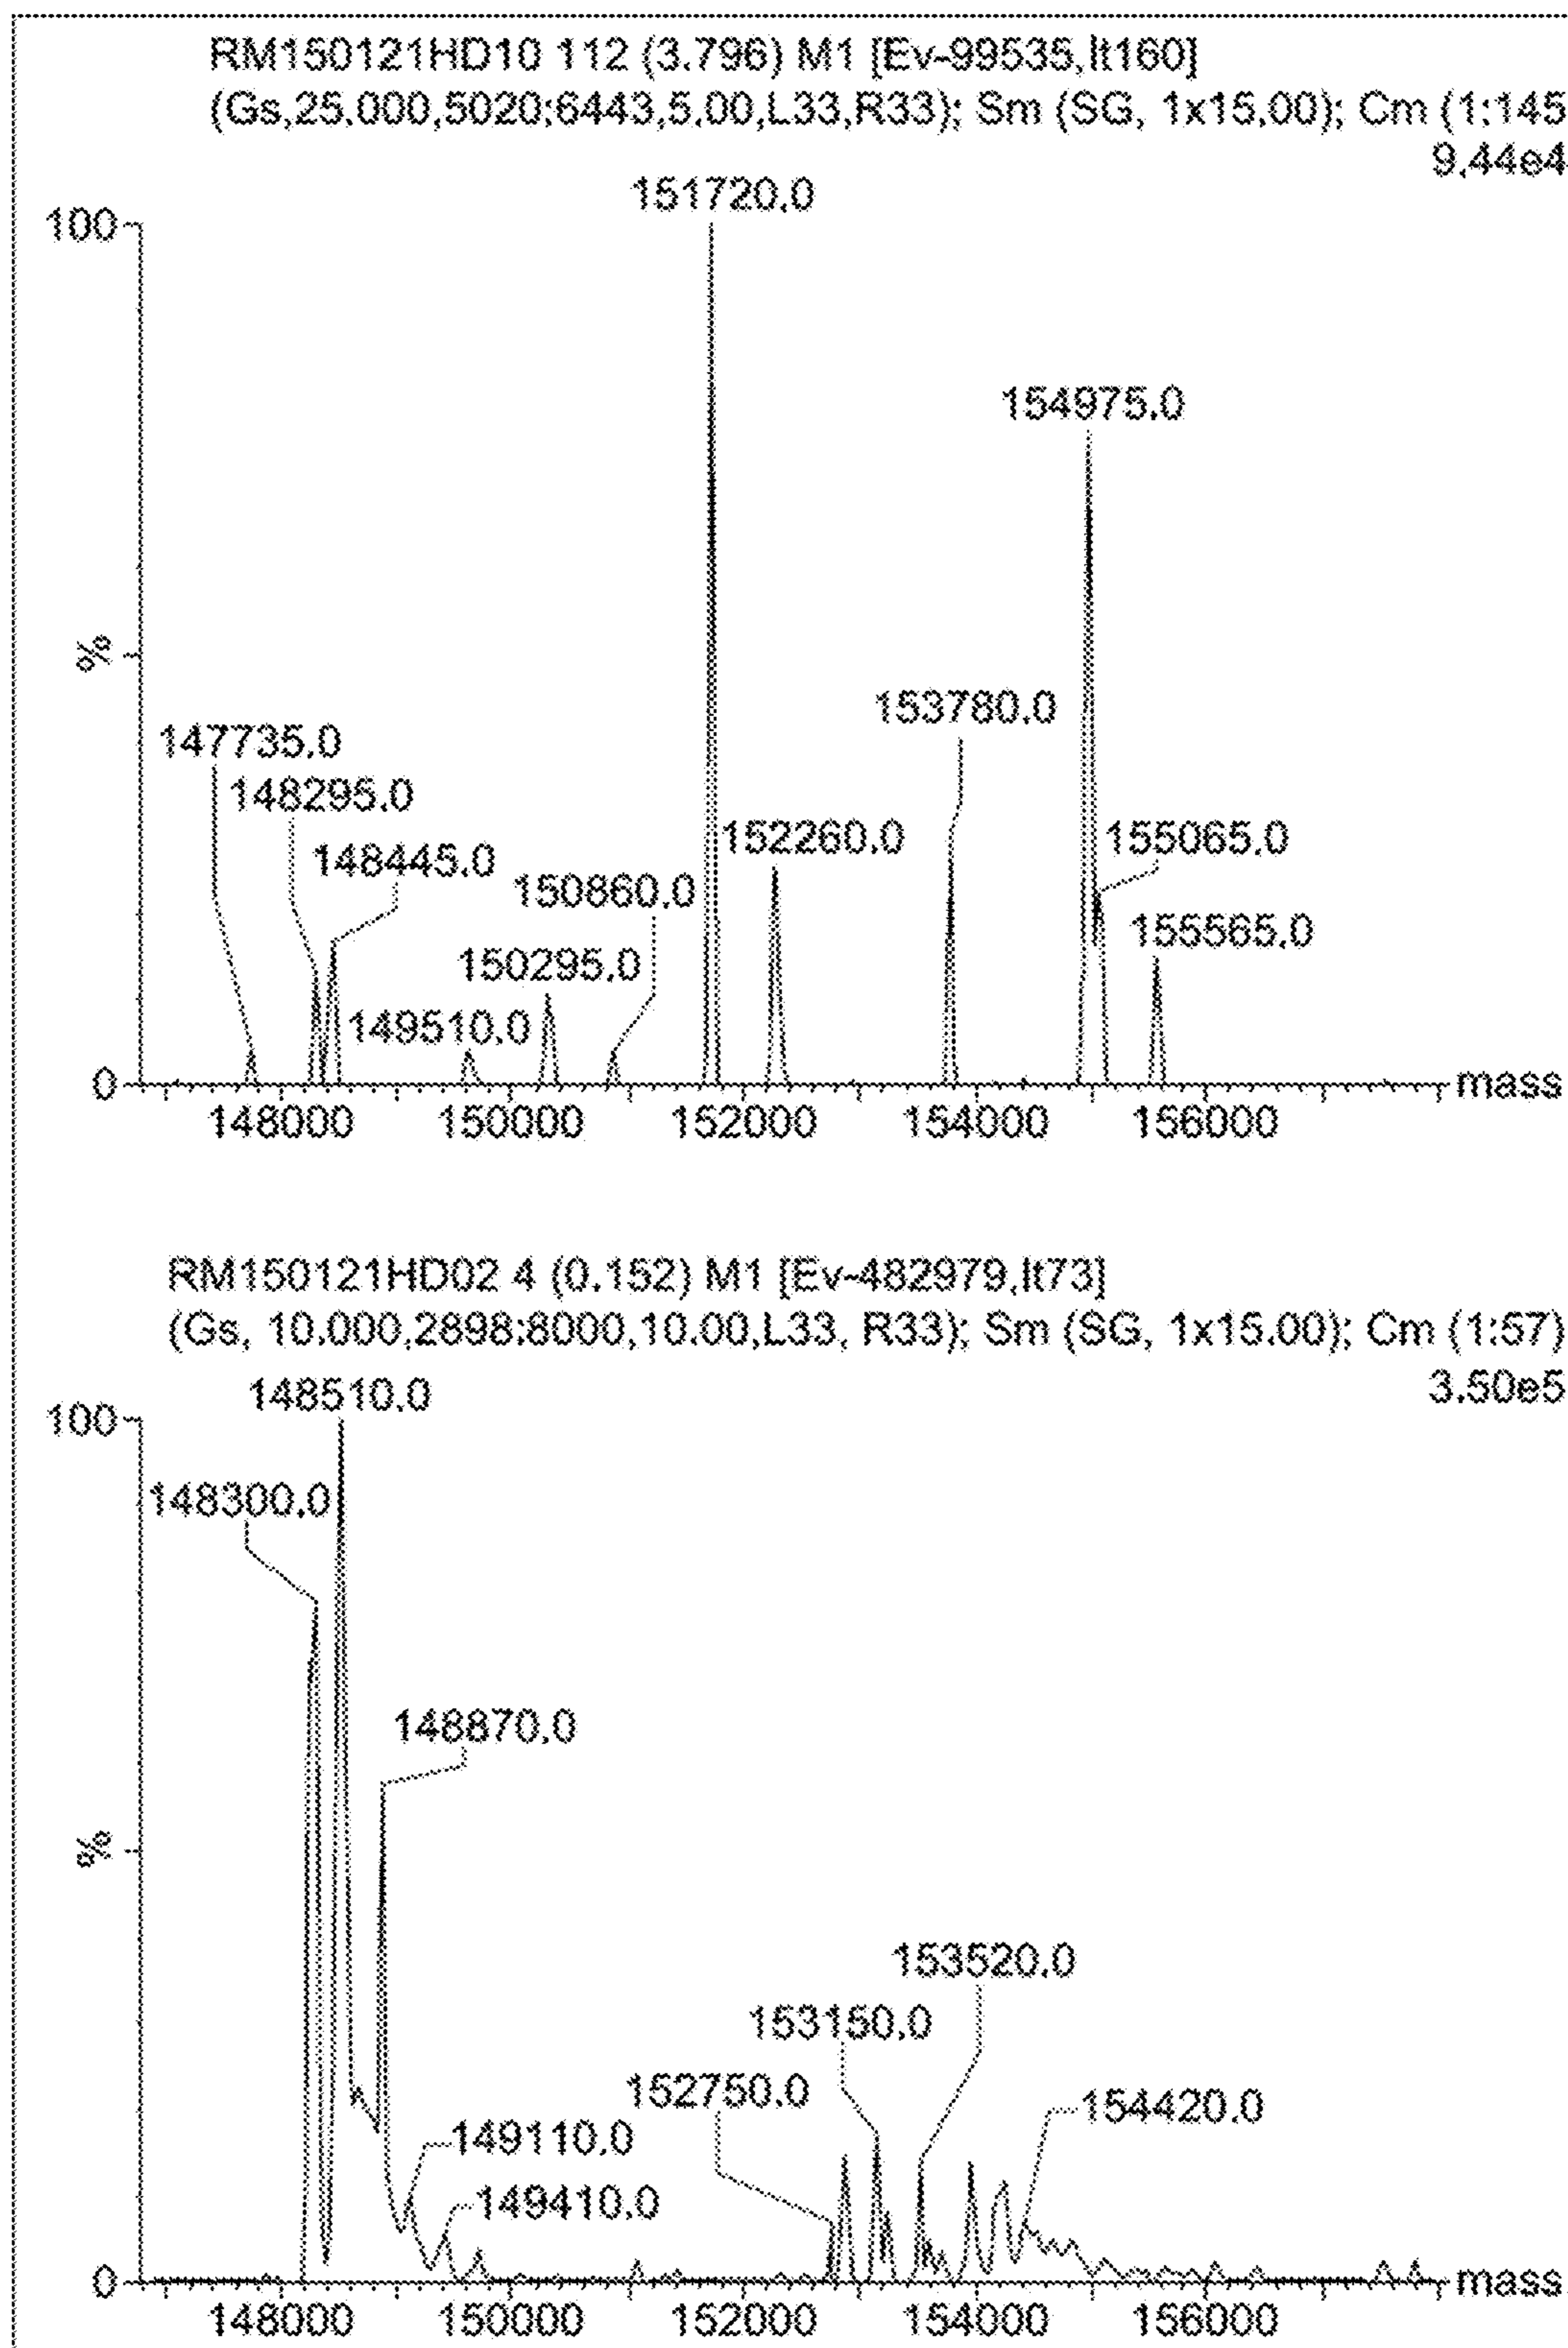 RM150121HD10 112 (3.796) M1 [Ev-99535,lt160]
(Gs,25.000,5020:6443,5.00,L33,R33); Sm (SG, 1x15.00); Cm (1:145
9.44e4
151720.0
100
154975.0
%
153780.0
147735.0
148295.0
152260.0
155065.0
148445.0
150860.0
155565.0
150295.0
149510.0
0
mass
148000 150000 152000 154000 156000
RM150121HD02 4 (0.152) M1 [Ev-482979,lt73]
(Gs, 10.000,2898:8000,10.00,L33, R33); Sm (SG, 1x15.00); Cm (1:57)
3.50e5
148510.0
100
148300.0
148870.0
%
153520.0
153150.0
152750.0
154420.0
149110.0
149410.0
0
mass
148000 150000 152000 154000 156000